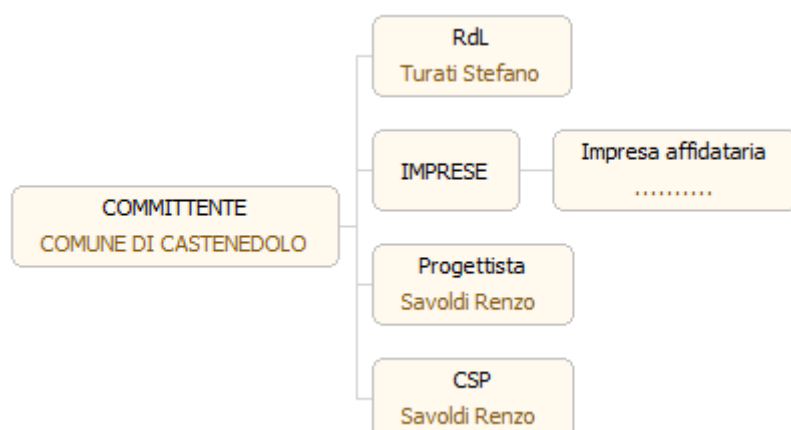 RdL
Turati Stefano
IMPRESE
Impresa affidataria
..........
COMMITTENTE
COMUNE DI CASTENEDOLO
Progettista
Savoldi Renzo
CSP
Savoldi Renzo